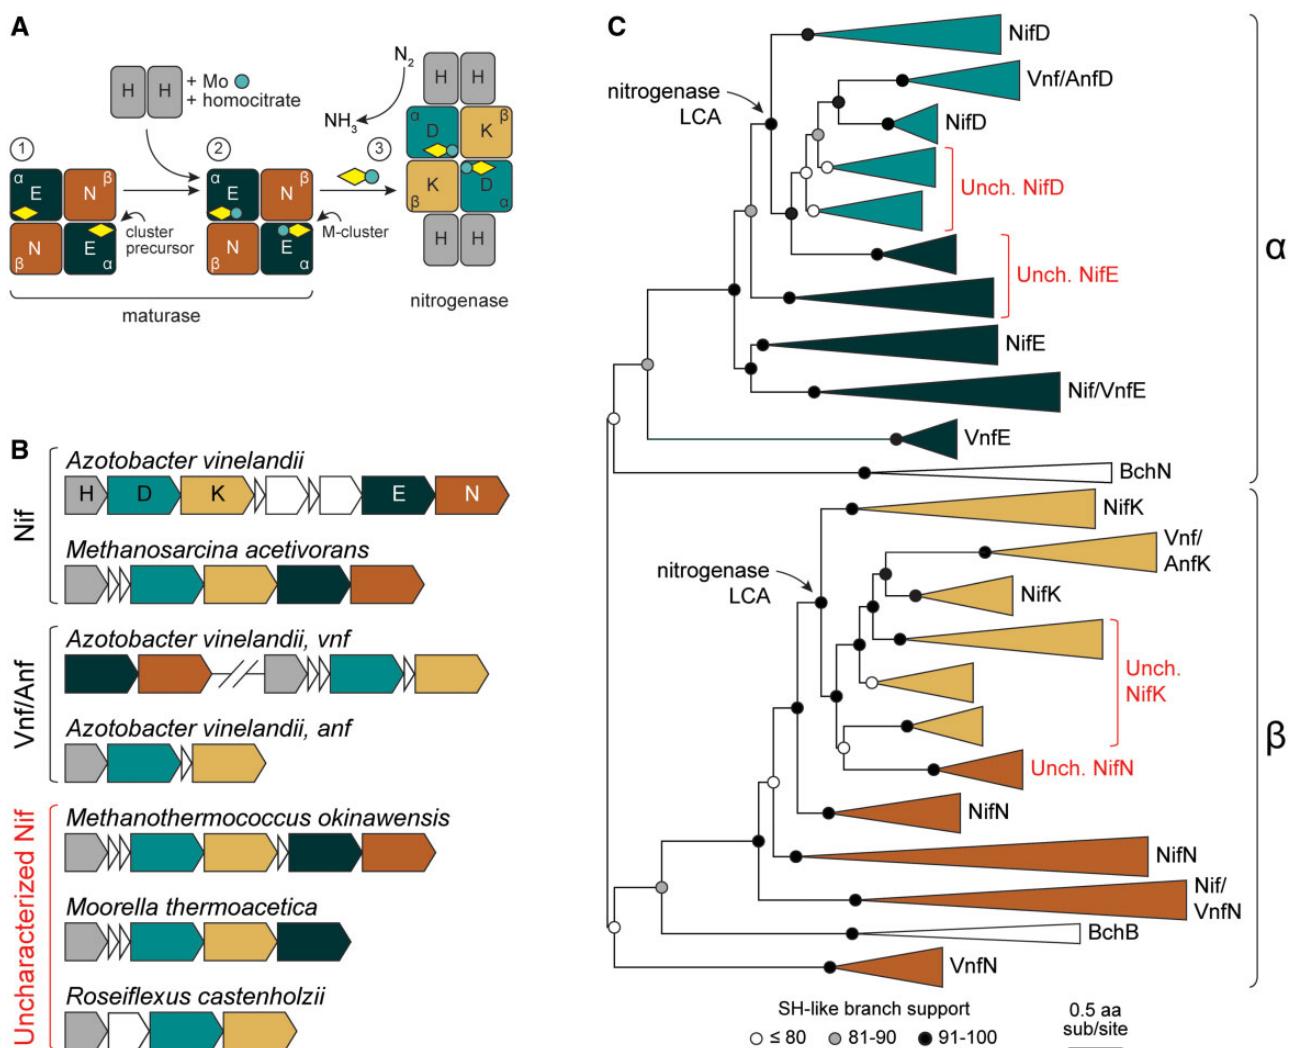 A
H H
+ Mo
+ homocitrate
N2
NH3
1
2
3
α
E
N
β
N
β
E
α
cluster
precursor
α
E
N
β
N
β
E
α
M-cluster
maturase
H H
α
D
K
β
K
β
D
α
H H
nitrogenase
B
Nif
Azotobacter vinelandii
H D K E N
Methanosarcina acetivorans
Vnf/Anf
Azotobacter vinelandii, vnf
Azotobacter vinelandii, anf
Uncharacterized Nif
Methanothermococcus okinawensis
Moorella thermoacetica
Roseiflexus castenholzii
C
nitrogenase
LCA
NifD
Vnf/AnfD
NifD
Unch. NifD
Unch. NifE
NifE
Nif/VnfE
VnfE
BchN
α
nitrogenase
LCA
NifK
Vnf/
AnfK
NifK
Unch.
NifK
Unch. NifN
NifN
NifN
Nif/
VnfN
BchB
VnfN
β
SH-like branch support
≤ 80 81-90 91-100
0.5 aa
sub/site